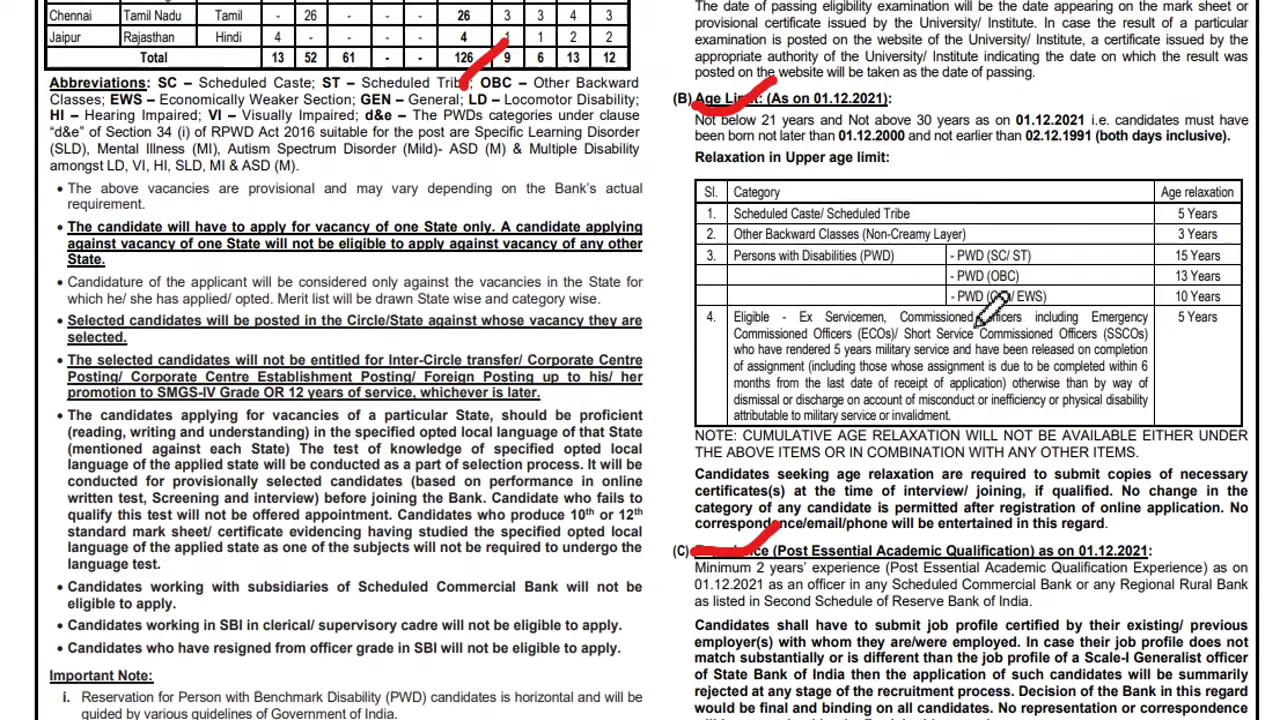 Chennai Tamil Nadu Tamil - 26 - - - 26 3 3 4 3
Jaipur Rajasthan Hindi 4 - - - - 4 1 1 2 2
Total 13 52 61 - - 126 9 6 13 12
Abbreviations: SC – Scheduled Caste; ST – Scheduled Tribe; OBC – Other Backward
Classes; EWS – Economically Weaker Section; GEN – General; LD – Locomotor Disability;
HI – Hearing Impaired; VI – Visually Impaired; d&e – The PWDs categories under clause
“d&e” of Section 34 (i) of RPWD Act 2016 suitable for the post are Specific Learning Disorder
(SLD), Mental Illness (MI), Autism Spectrum Disorder (Mild)- ASD (M) & Multiple Disability
amongst LD, VI, HI, SLD, MI & ASD (M).
• The above vacancies are provisional and may vary depending on the Bank’s actual
requirement.
• The candidate will have to apply for vacancy of one State only. A candidate applying
against vacancy of one State will not be eligible to apply against vacancy of any other
State.
• Candidature of the applicant will be considered only against the vacancies in the State for
which he/ she has applied/ opted. Merit list will be drawn State wise and category wise.
• Selected candidates will be posted in the Circle/State against whose vacancy they are
selected.
• The selected candidates will not be entitled for Inter-Circle transfer/ Corporate Centre
Posting/ Corporate Centre Establishment Posting/ Foreign Posting up to his/ her
promotion to SMGS-IV Grade OR 12 years of service, whichever is later.
• The candidates applying for vacancies of a particular State, should be proficient
(reading, writing and understanding) in the specified opted local language of that State
(mentioned against each State) The test of knowledge of specified opted local
language of the applied state will be conducted as a part of selection process. It will be
conducted for provisionally selected candidates (based on performance in online
written test, Screening and interview) before joining the Bank. Candidate who fails to
qualify this test will not be offered appointment. Candidates who produce 10th or 12th
standard mark sheet/ certificate evidencing having studied the specified opted local
language of the applied state as one of the subjects will not be required to undergo the
language test.
• Candidates working with subsidiaries of Scheduled Commercial Bank will not be
eligible to apply.
• Candidates working in SBI in clerical/ supervisory cadre will not be eligible to apply.
• Candidates who have resigned from officer grade in SBI will not be eligible to apply.
Important Note:
i. Reservation for Person with Benchmark Disability (PWD) candidates is horizontal and will be
guided by various guidelines of Government of India.
The date of passing eligibility examination will be the date appearing on the mark sheet or
provisional certificate issued by the University/ Institute. In case the result of a particular
examination is posted on the website of the University/ Institute, a certificate issued by the
appropriate authority of the University/ Institute indicating the date on which the result was
posted on the website will be taken as the date of passing.
(B) Age Limit: (As on 01.12.2021):
Not below 21 years and Not above 30 years as on 01.12.2021 i.e. candidates must have
been born not later than 01.12.2000 and not earlier than 02.12.1991 (both days inclusive).
Relaxation in Upper age limit:
Sl. Category Age relaxation
1. Scheduled Caste/ Scheduled Tribe 5 Years
2. Other Backward Classes (Non-Creamy Layer) 3 Years
3. Persons with Disabilities (PWD) - PWD (SC/ ST) 15 Years
- PWD (OBC) 13 Years
- PWD / EWS) 10 Years
4. Eligible - Ex Servicemen, Commissioned officers including Emergency 5 Years
Commissioned Officers (ECOs)/ Short Service Commissioned Officers (SSCOs)
who have rendered 5 years military service and have been released on completion
of assignment (including those whose assignment is due to be completed within 6
months from the last date of receipt of application) otherwise than by way of
dismissal or discharge on account of misconduct or inefficiency or physical disability
attributable to military service or invalidment.
NOTE: CUMULATIVE AGE RELAXATION WILL NOT BE AVAILABLE EITHER UNDER
THE ABOVE ITEMS OR IN COMBINATION WITH ANY OTHER ITEMS.
Candidates seeking age relaxation are required to submit copies of necessary
certificates(s) at the time of interview/ joining, if qualified. No change in the
category of any candidate is permitted after registration of online application. No
correspondence/email/phone will be entertained in this regard.
(C) (Post Essential Academic Qualification) as on 01.12.2021:
Minimum 2 years’ experience (Post Essential Academic Qualification Experience) as on
01.12.2021 as an officer in any Scheduled Commercial Bank or any Regional Rural Bank
as listed in Second Schedule of Reserve Bank of India.
Candidates shall have to submit job profile certified by their existing/ previous
employer(s) with whom they are/were employed. In case their job profile does not
match substantially or is different than the job profile of a Scale-I Generalist officer
of State Bank of India then the application of such candidates will be summarily
rejected at any stage of the recruitment process. Decision of the Bank in this regard
would be final and binding on all candidates. No representation or correspondence